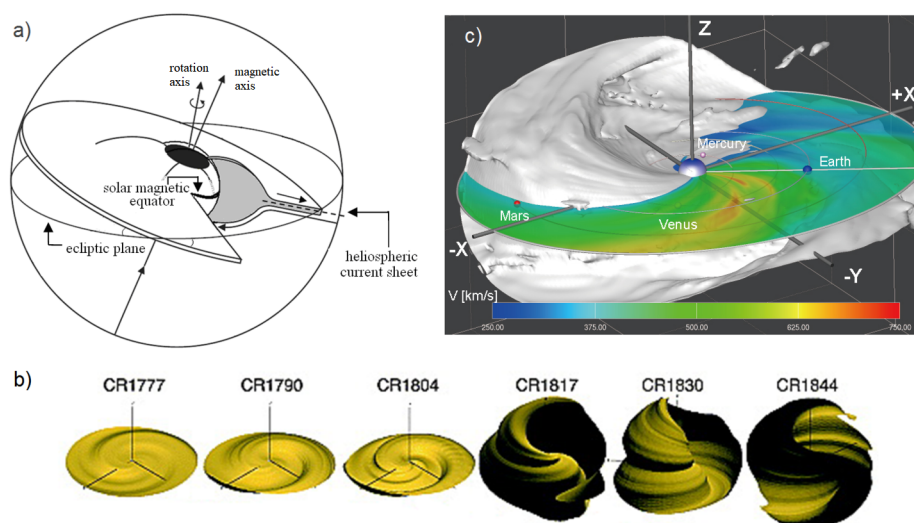 a)
rotation
axis
magnetic
axis
solar magnetic
equator
ecliptic plane
heliospheric
current sheet
c)
Z
+X
Mercury
Earth
Mars
Venus
-X
-Y
V [km/s]
250.00 375.00 500.00 625.00 750.00
b)
CR1777 CR1790 CR1804 CR1817 CR1830 CR1844